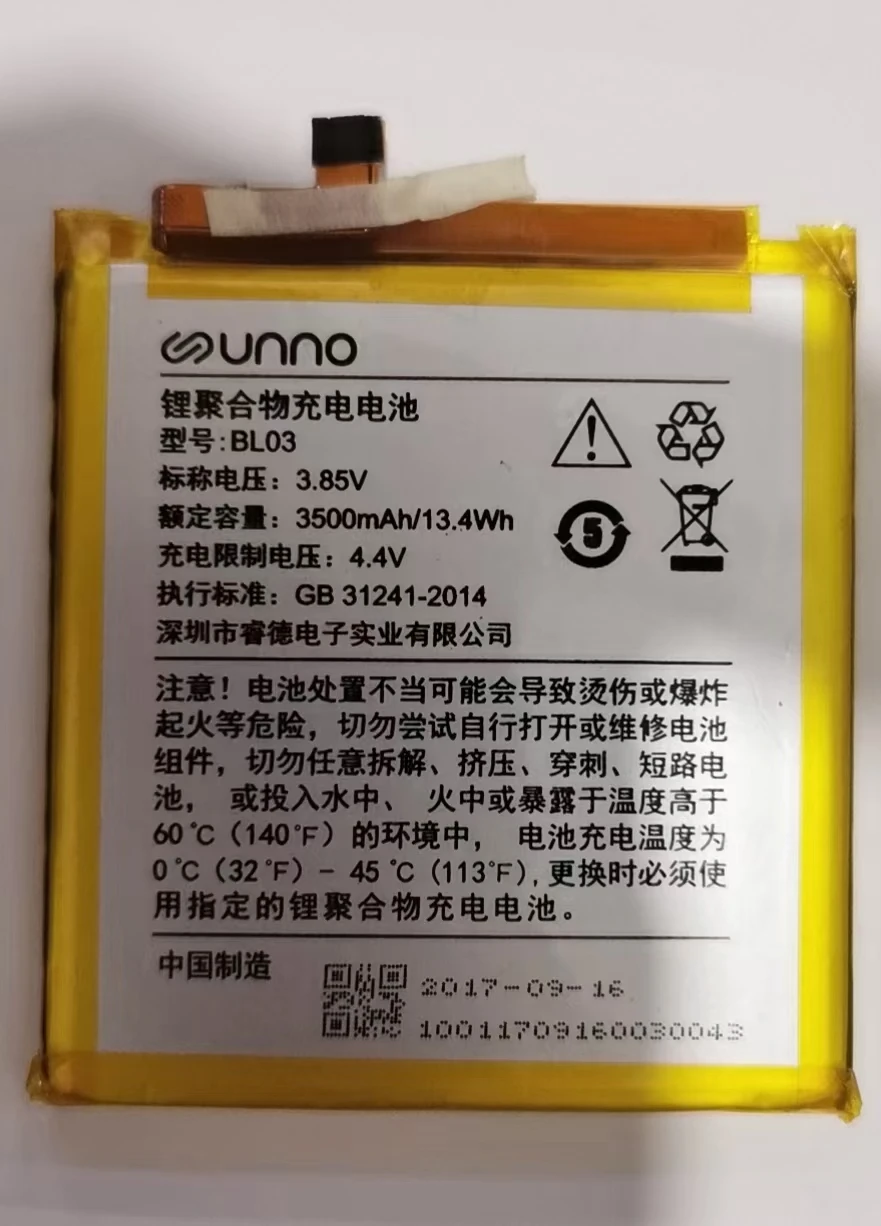 SUNNO
锂聚合物充电电池
型号:BL03
标称电压：3.85V
额定容量：3500mAh/13.4Wh
充电限制电压：4.4V
执行标准：GB 31241-2014
深圳市睿德电子实业有限公司
5
注意！电池处置不当可能会导致烫伤或爆炸
起火等危险，切勿尝试自行打开或维修电池
组件，切勿任意拆解、挤压、穿刺、短路电
池， 或投入水中、 火中或暴露于温度高于
60℃（140℉）的环境中， 电池充电温度为
0℃（32℉）- 45℃（113℉）,更换时必须使
用指定的锂聚合物充电电池。
中国制造
2017-09-16
10011709160030043